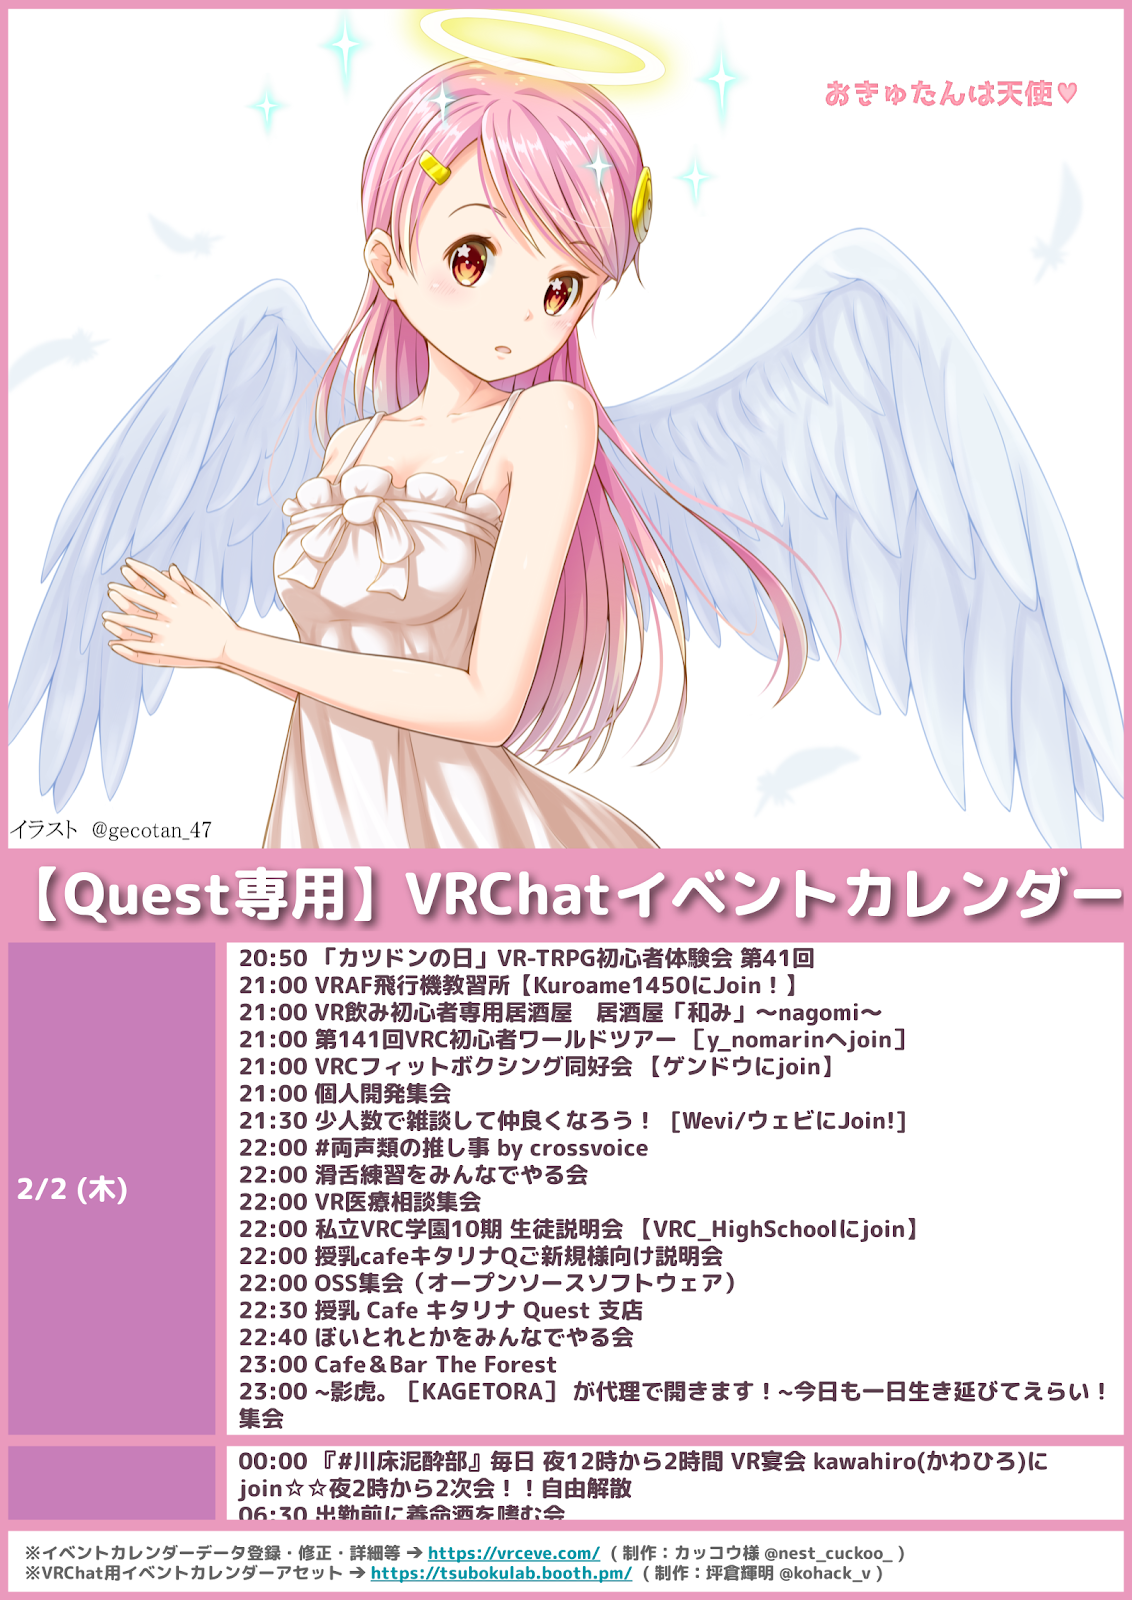 おきゅたんは天使♥
イラスト @gecotan_47
【Quest専用】VRChatイベントカレンダー
2/2 (木)
20:50 「カツドンの日」VR-TRPG初心者体験会 第41回
21:00 VRAF飛行機教習所【Kuroame1450にJoin！】
21:00 VR飲み初心者専用居酒屋　居酒屋「和み」～nagomi～
21:00 第141回VRC初心者ワールドツアー ［y_nomarinへjoin］
21:00 VRCフィットボクシング同好会 【ゲンドウにjoin】
21:00 個人開発集会
21:30 少人数で雑談して仲良くなろう！ [Wevi/ウェビにJoin!]
22:00 #両声類の推し事 by crossvoice
22:00 滑舌練習をみんなでやる会
22:00 VR医療相談集会
22:00 私立VRC学園10期 生徒説明会 【VRC_HighSchoolにjoin】
22:00 授乳cafeキタリナQご新規様向け説明会
22:00 OSS集会（オープンソースソフトウェア）
22:30 授乳 Cafe キタリナ Quest 支店
22:40 ぼいとれとかをみんなでやる会
23:00 Cafe＆Bar The Forest
23:00 ~影虎。［KAGETORA］ が代理で開きます！~今日も一日生き延びてえらい！
集会
00:00 『#川床泥酔部』毎日 夜12時から2時間 VR宴会 kawahiro(かわひろ)に
join☆☆夜2時から2次会！！自由解散
06:30 出勤前に養命酒を嗜む会
※イベントカレンダーデータ登録・修正・詳細等 ➔ https://vrceve.com/ （制作：カッコウ様 @nest_cuckoo_ ）
※VRChat用イベントカレンダーアセット ➔ https://tsubokulab.booth.pm/ （制作：坪倉輝明 @kohack_v ）